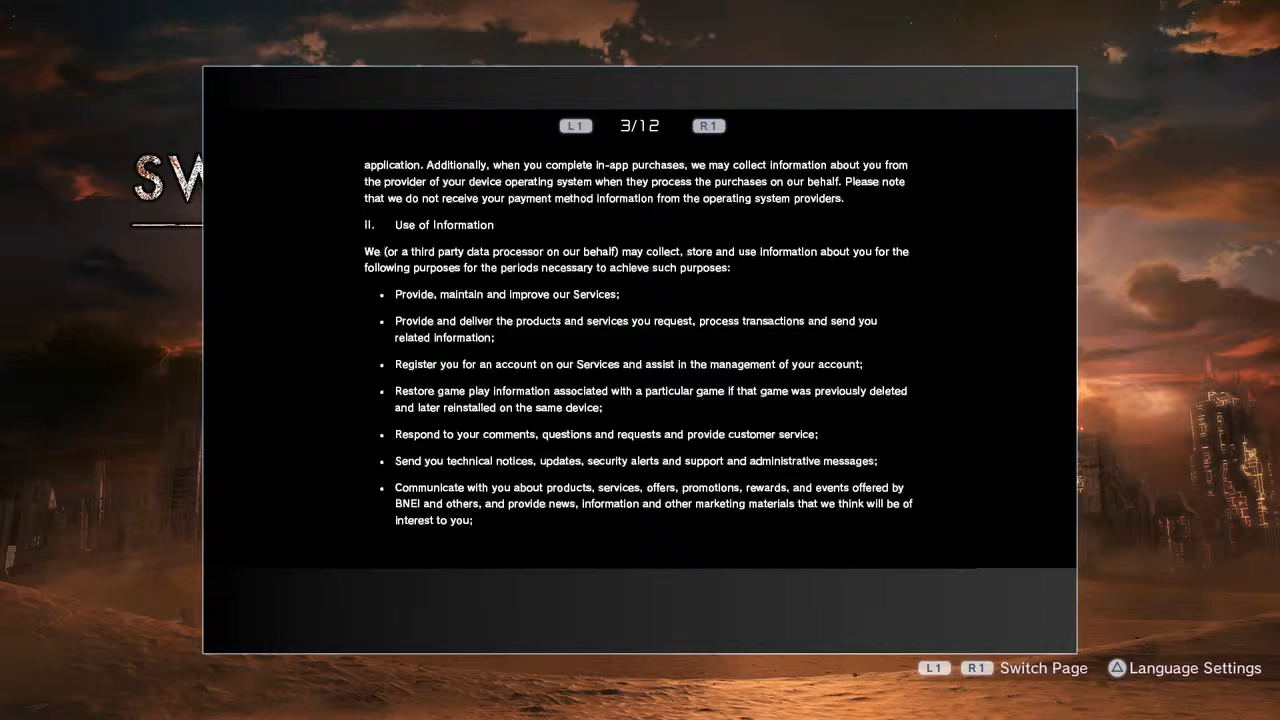 L1 3/12 R1
SW
application. Additionally, when you complete in-app purchases, we may collect information about you from
the provider of your device operating system when they process the purchases on our behalf. Please note
that we do not receive your payment method information from the operating system providers.
II. Use of Information
We (or a third party data processor on our behalf) may collect, store and use information about you for the
following purposes for the periods necessary to achieve such purposes:
• Provide, maintain and improve our Services;
• Provide and deliver the products and services you request, process transactions and send you
related information;
• Register you for an account on our Services and assist in the management of your account;
• Restore game play information associated with a particular game if that game was previously deleted
and later reinstalled on the same device;
• Respond to your comments, questions and requests and provide customer service;
• Send you technical notices, updates, security alerts and support and administrative messages;
• Communicate with you about products, services, offers, promotions, rewards, and events offered by
BNEI and others, and provide news, information and other marketing materials that we think will be of
interest to you;
L1 R1 Switch Page Language Settings